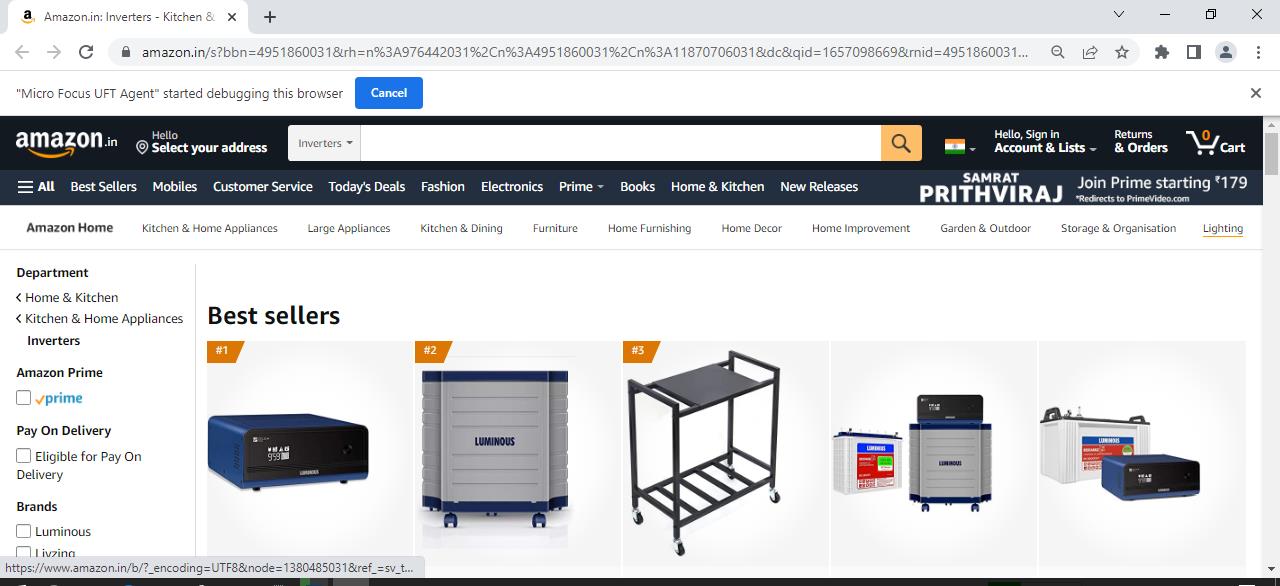 Amazon.in: Inverters - Kitchen &
amazon.in/s?bbn=4951860031&rh=n%3A976442031%2Cn%3A4951860031%2Cn%3A11870706031&dc&qid=1657098669&rnid=4951860031...
"Micro Focus UFT Agent" started debugging this browser
Cancel
amazon.in
Hello
Select your address
Inverters
Hello, Sign in
Account & Lists
Returns
& Orders
0
Cart
All
Best Sellers
Mobiles
Customer Service
Today's Deals
Fashion
Electronics
Prime
Books
Home & Kitchen
New Releases
SAMRAT
PRITHVIRAJ
Join Prime starting ₹179
*Redirects to PrimeVideo.com
Amazon Home
Kitchen & Home Appliances
Large Appliances
Kitchen & Dining
Furniture
Home Furnishing
Home Decor
Home Improvement
Garden & Outdoor
Storage & Organisation
Lighting
Department
Home & Kitchen
Kitchen & Home Appliances
Inverters
Amazon Prime
prime
Pay On Delivery
Eligible for Pay On
Delivery
Brands
Luminous
Livzing
Best sellers
#1
#2
#3
LUMINOUS
LUMINOUS
LUMINOUS
LUMINOUS
LUMINOUS
https://www.amazon.in/b/?_encoding=UTF8&node=1380485031&ref_=sv_t...